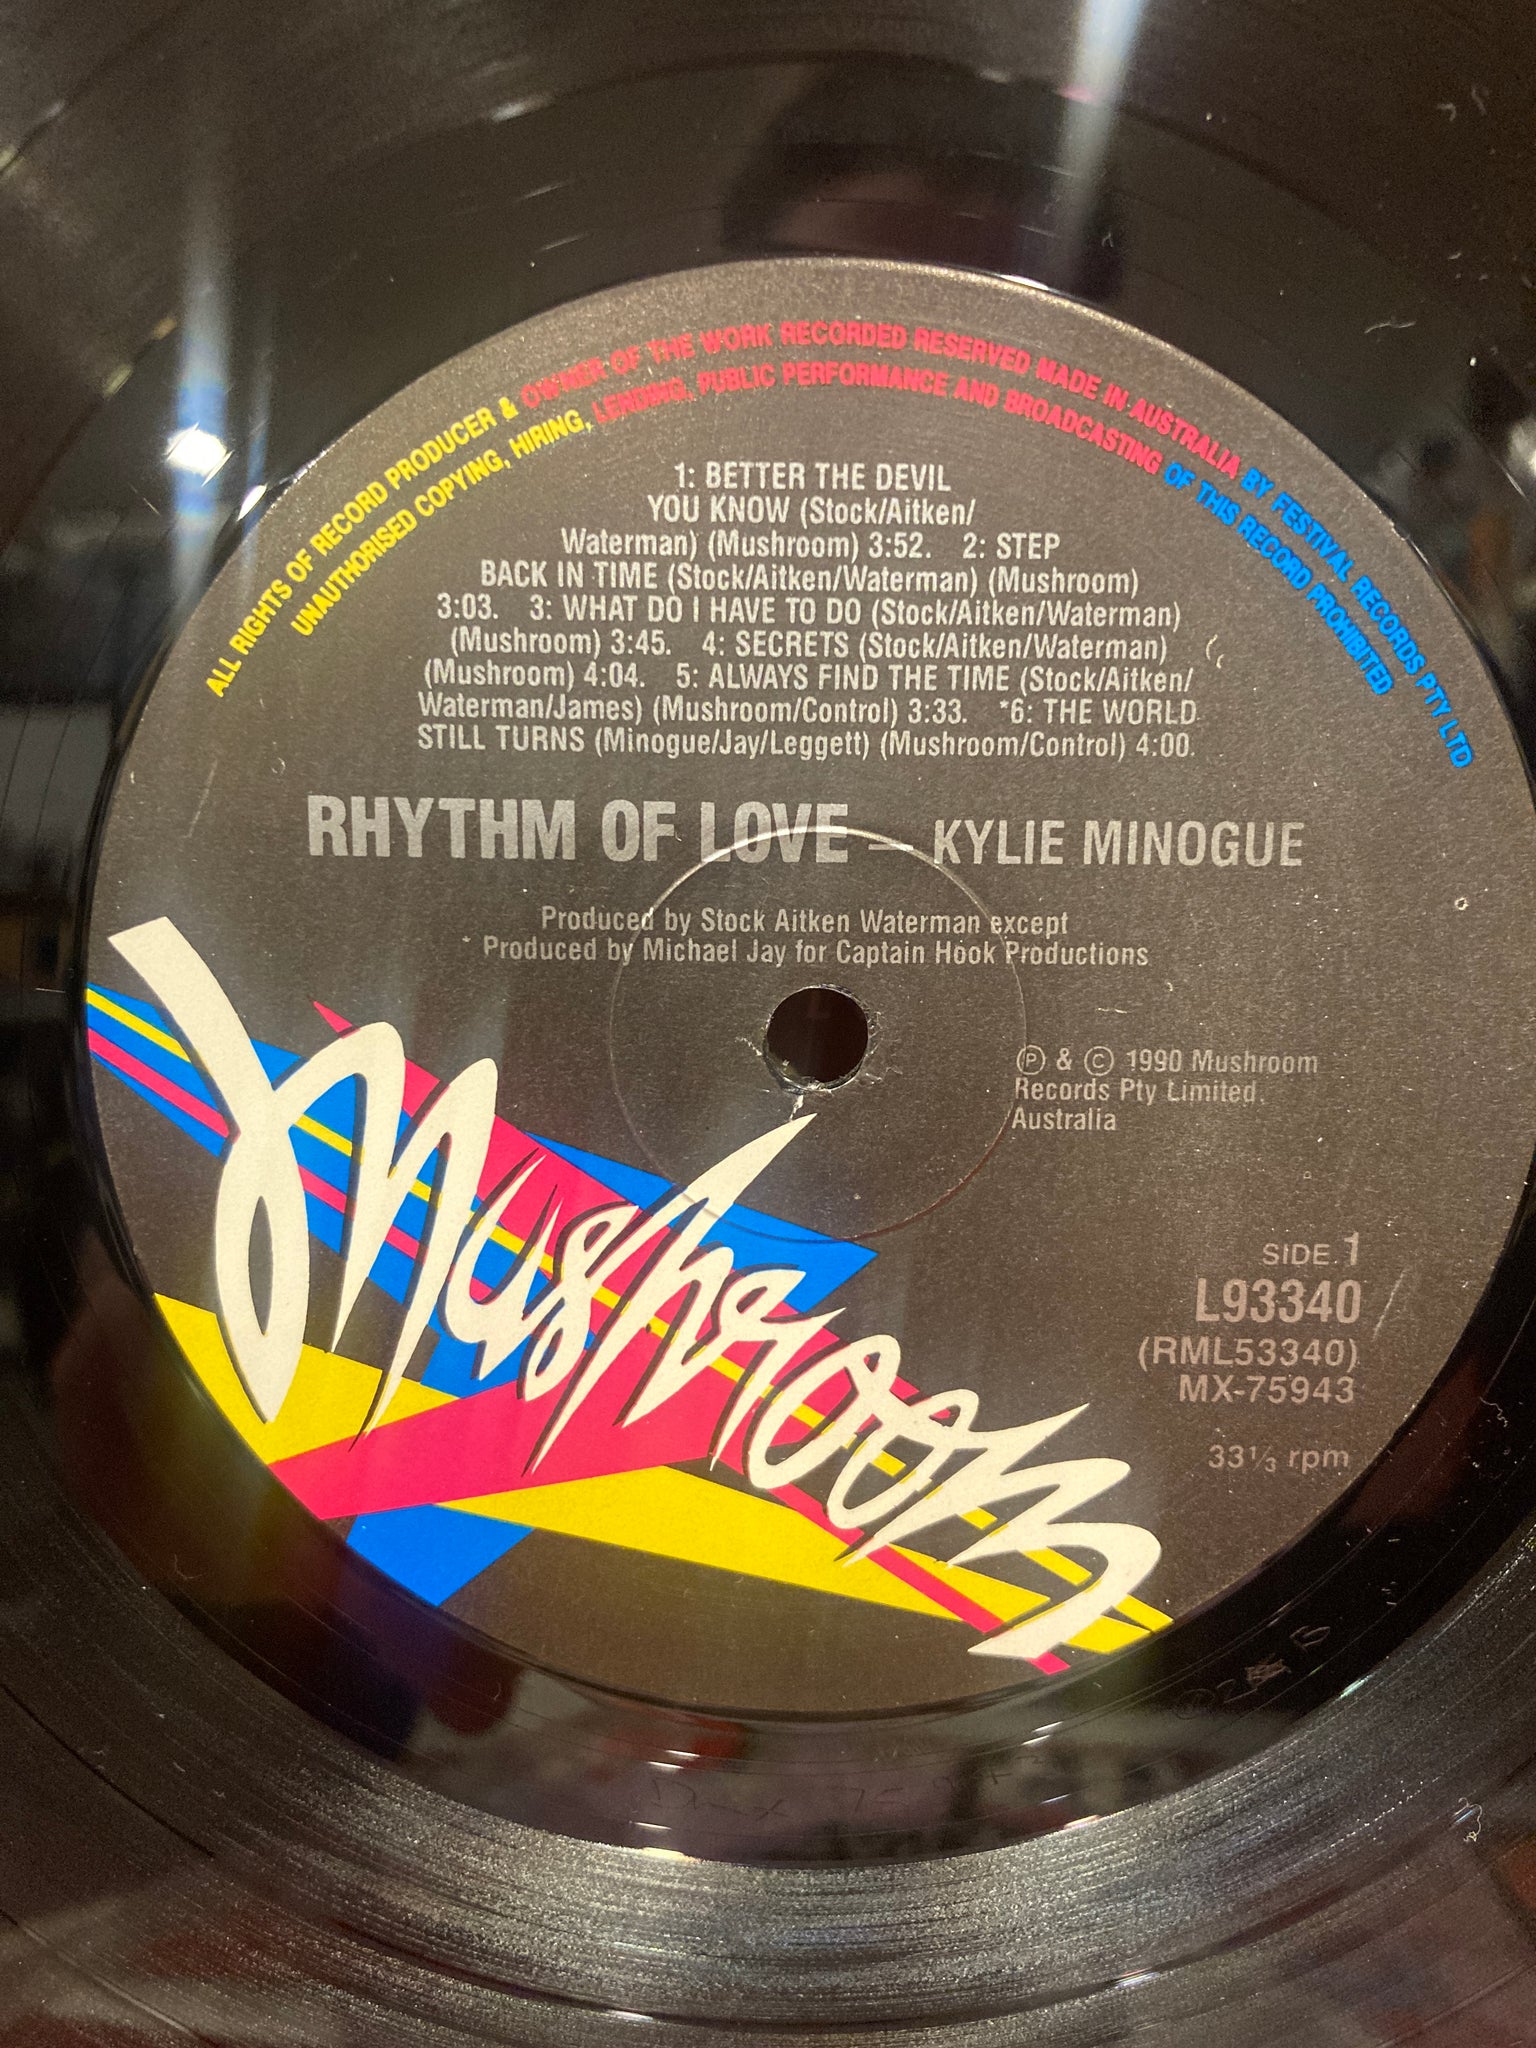 ALL RIGHTS OF RECORD PRODUCER & OWNER OF THE WORK RECORDED RESERVED MADE IN AUSTRALIA BY FESTIVAL RECORDS PTY LTD
UNAUTHORISED COPYING, HIRING, LENDING, PUBLIC PERFORMANCE AND BROADCASTING OF THIS RECORD PROHIBITED
1: BETTER THE DEVIL
YOU KNOW (Stock/Aitken/
Waterman) (Mushroom) 3:52. 2: STEP
BACK IN TIME (Stock/Aitken/Waterman) (Mushroom)
3:03. 3: WHAT DO I HAVE TO DO (Stock/Aitken/Waterman)
(Mushroom) 3:45. 4: SECRETS (Stock/Aitken/Waterman)
(Mushroom) 4:04. 5: ALWAYS FIND THE TIME (Stock/Aitken/
Waterman/James) (Mushroom/Control) 3:33. *6: THE WORLD
STILL TURNS (Minogue/Jay/Leggett) (Mushroom/Control) 4:00.
RHYTHM OF LOVE – KYLIE MINOGUE
Produced by Stock Aitken Waterman except
* Produced by Michael Jay for Captain Hook Productions
Ⓟ & © 1990 Mushroom
Records Pty Limited,
Australia
Mushroom
SIDE 1
L93340
(RML53340)
MX-75943
33⅓ rpm